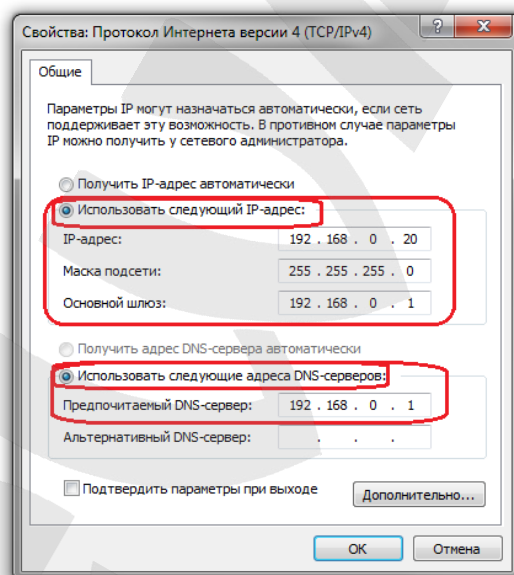 Свойства: Протокол Интернета версии 4 (TCP/IPv4)
Общие
Параметры IP могут назначаться автоматически, если сеть
поддерживает эту возможность. В противном случае параметры
IP можно получить у сетевого администратора.
Получить IP-адрес автоматически
Использовать следующий IP-адрес:
IP-адрес: 192 . 168 . 0 . 20
Маска подсети: 255 . 255 . 255 . 0
Основной шлюз: 192 . 168 . 0 . 1
Получить адрес DNS-сервера автоматически
Использовать следующие адреса DNS-серверов:
Предпочитаемый DNS-сервер: 192 . 168 . 0 . 1
Альтернативный DNS-сервер: . . .
Подтвердить параметры при выходе
Дополнительно...
OK Отмена